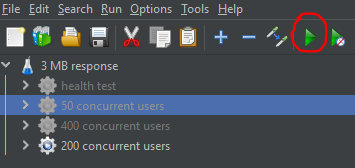 File Edit Search Run Options Tools Help
3 MB response
health test
50 concurrent users
400 concurrent users
200 concurrent users